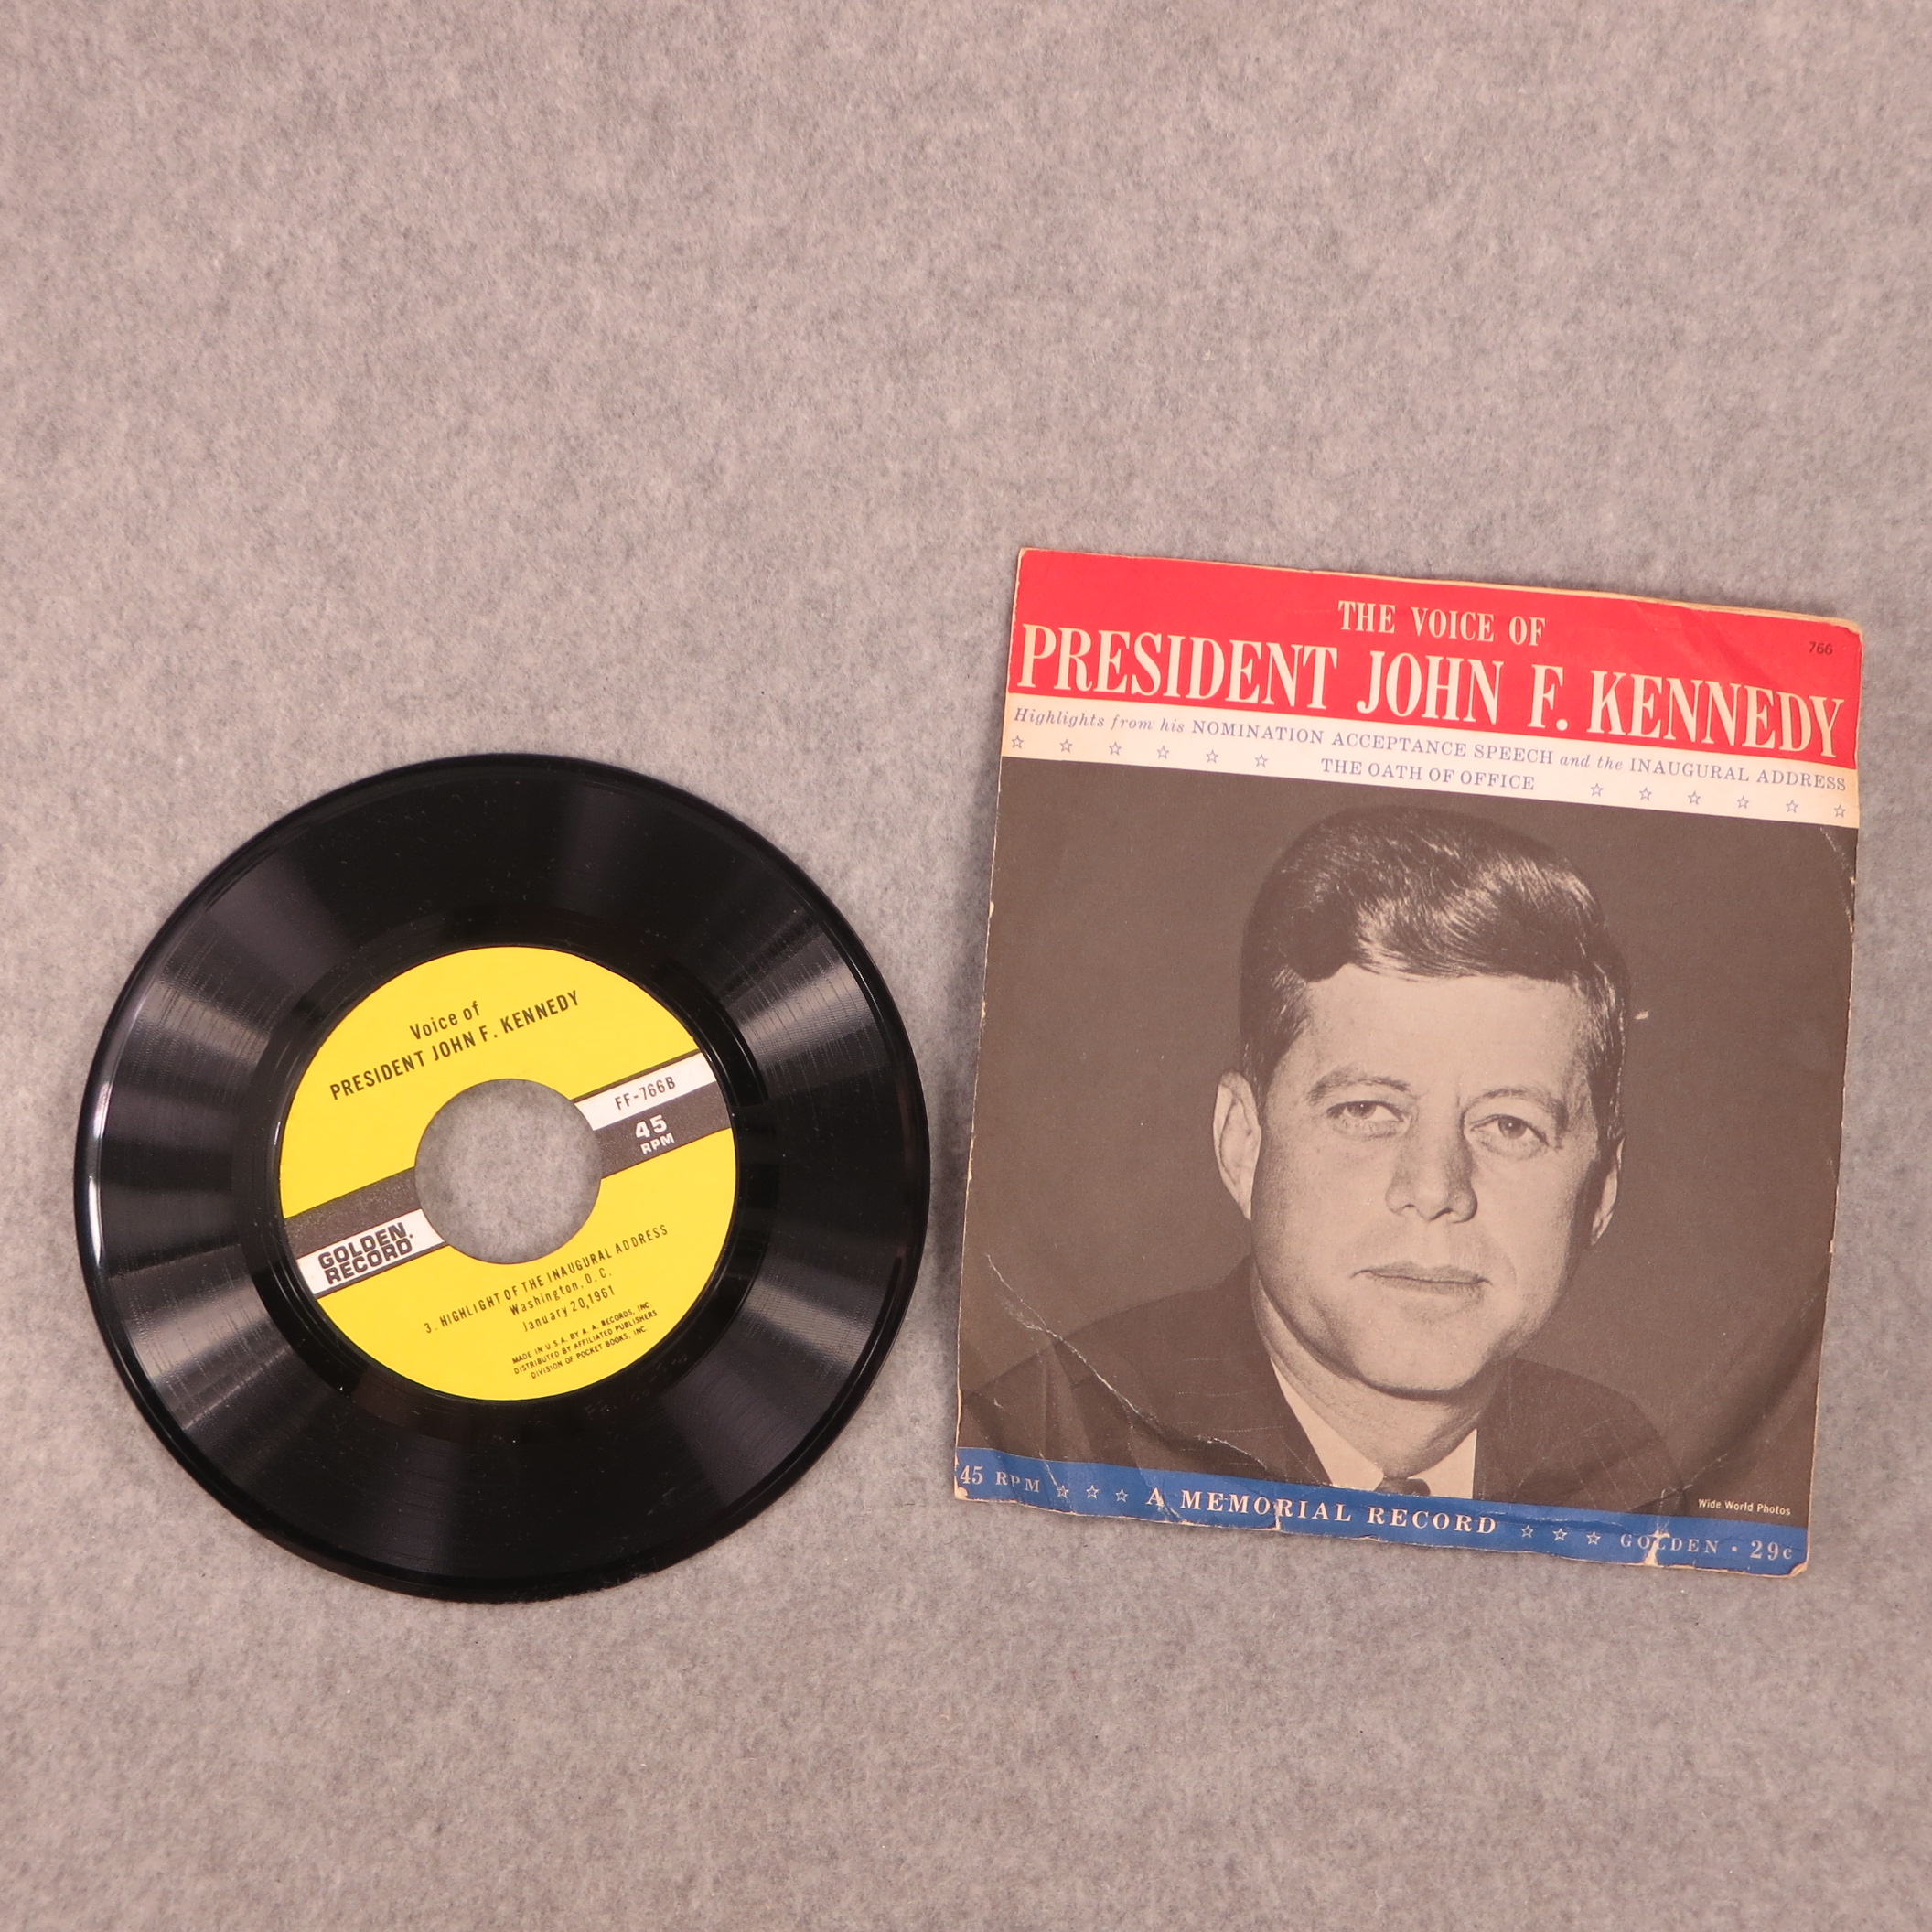 Voice of
PRESIDENT JOHN F. KENNEDY
FF-766B
45
RPM
GOLDEN
RECORD
3. HIGHLIGHT OF THE INAUGURAL ADDRESS
Washington, D.C.
January 20, 1961
MADE IN U.S.A. BY A. A. RECORDS, INC.
DISTRIBUTED BY AFFILIATED PUBLISHERS
DIVISION OF POCKET BOOKS, INC.
THE VOICE OF
766
PRESIDENT JOHN F. KENNEDY
Highlights from his NOMINATION ACCEPTANCE SPEECH and the INAUGURAL ADDRESS
☆ ☆ ☆ ☆ ☆ ☆ THE OATH OF OFFICE ☆ ☆ ☆ ☆ ☆ ☆
Wide World Photos
45 RPM ☆ ☆ ☆ A MEMORIAL RECORD ☆ ☆ ☆ GOLDEN • 29c